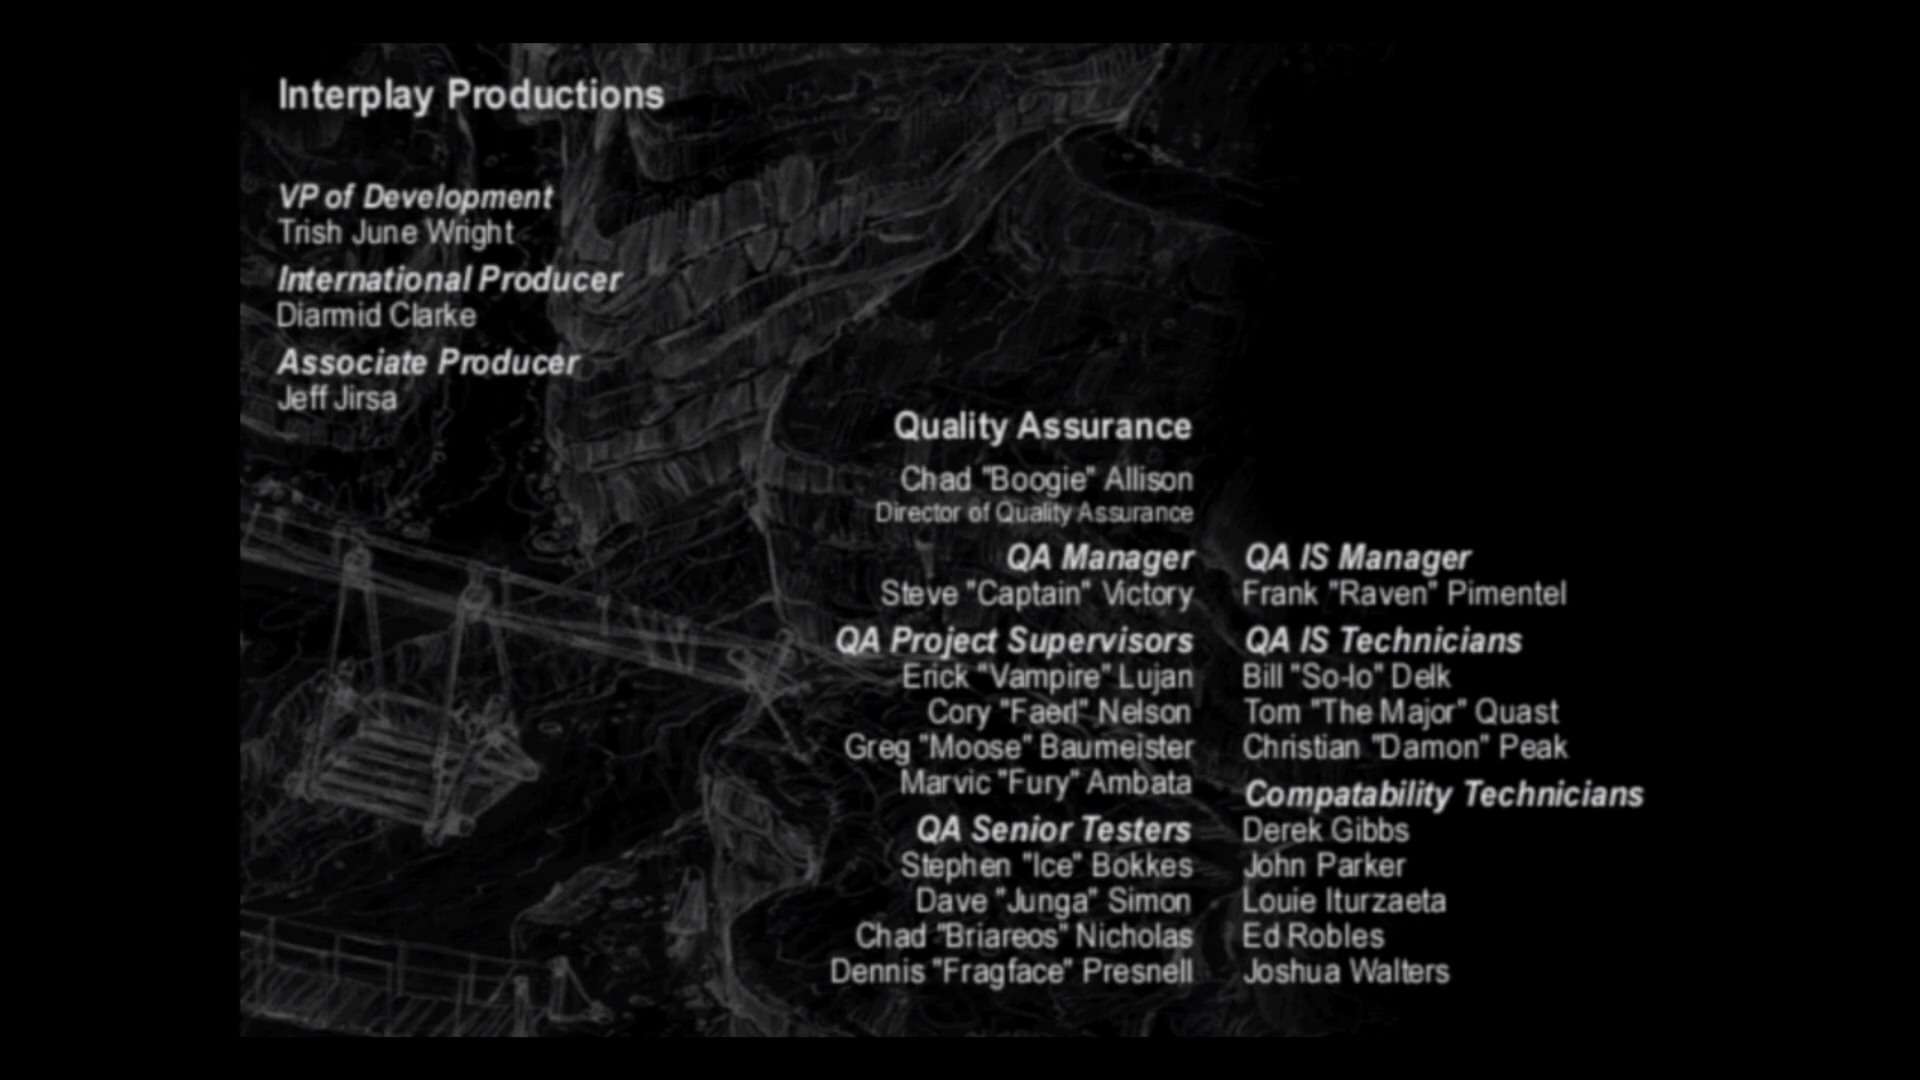 Interplay Productions
VP of Development
Trish June Wright
International Producer
Diarmid Clarke
Associate Producer
Jeff Jirsa
Quality Assurance
Chad "Boogie" Allison
Director of Quality Assurance
QA Manager
Steve "Captain" Victory
QA Project Supervisors
Erick "Vampire" Lujan
Cory "Faerl" Nelson
Greg "Moose" Baumeister
Marvic "Fury" Ambata
QA Senior Testers
Stephen "Ice" Bokkes
Dave "Junga" Simon
Chad "Briareos" Nicholas
Dennis "Fragface" Presnell
QA IS Manager
Frank "Raven" Pimentel
QA IS Technicians
Bill "So-lo" Delk
Tom "The Major" Quast
Christian "Damon" Peak
Compatability Technicians
Derek Gibbs
John Parker
Louie Iturzaeta
Ed Robles
Joshua Walters